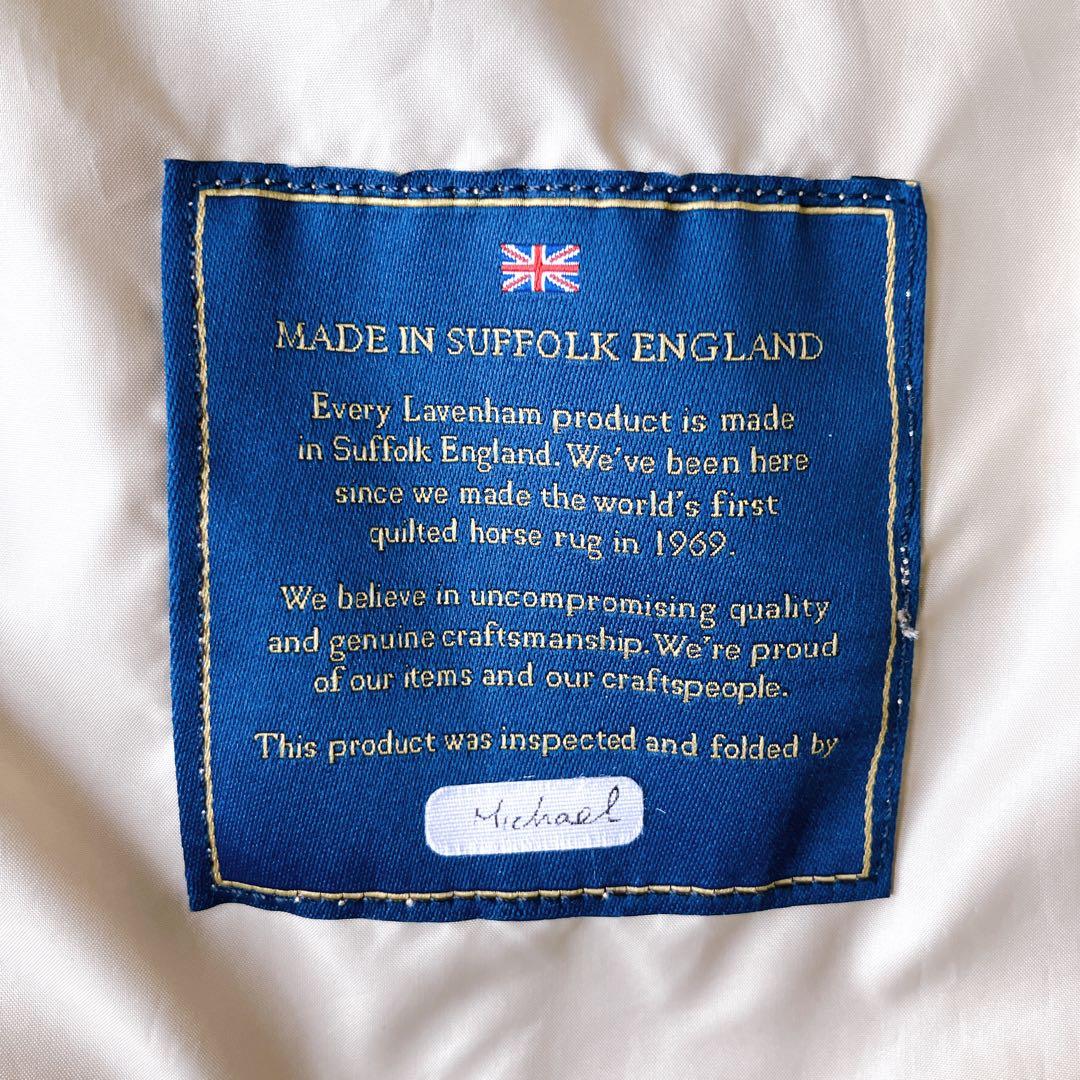 MADE IN SUFFOLK ENGLAND
Every Lavenham product is made
in Suffolk England. We've been here
since we made the world's first
quilted horse rug in 1969.
We believe in uncompromising quality
and genuine craftsmanship. We're proud
of our items and our craftspeople.
This product was inspected and folded by
Michael